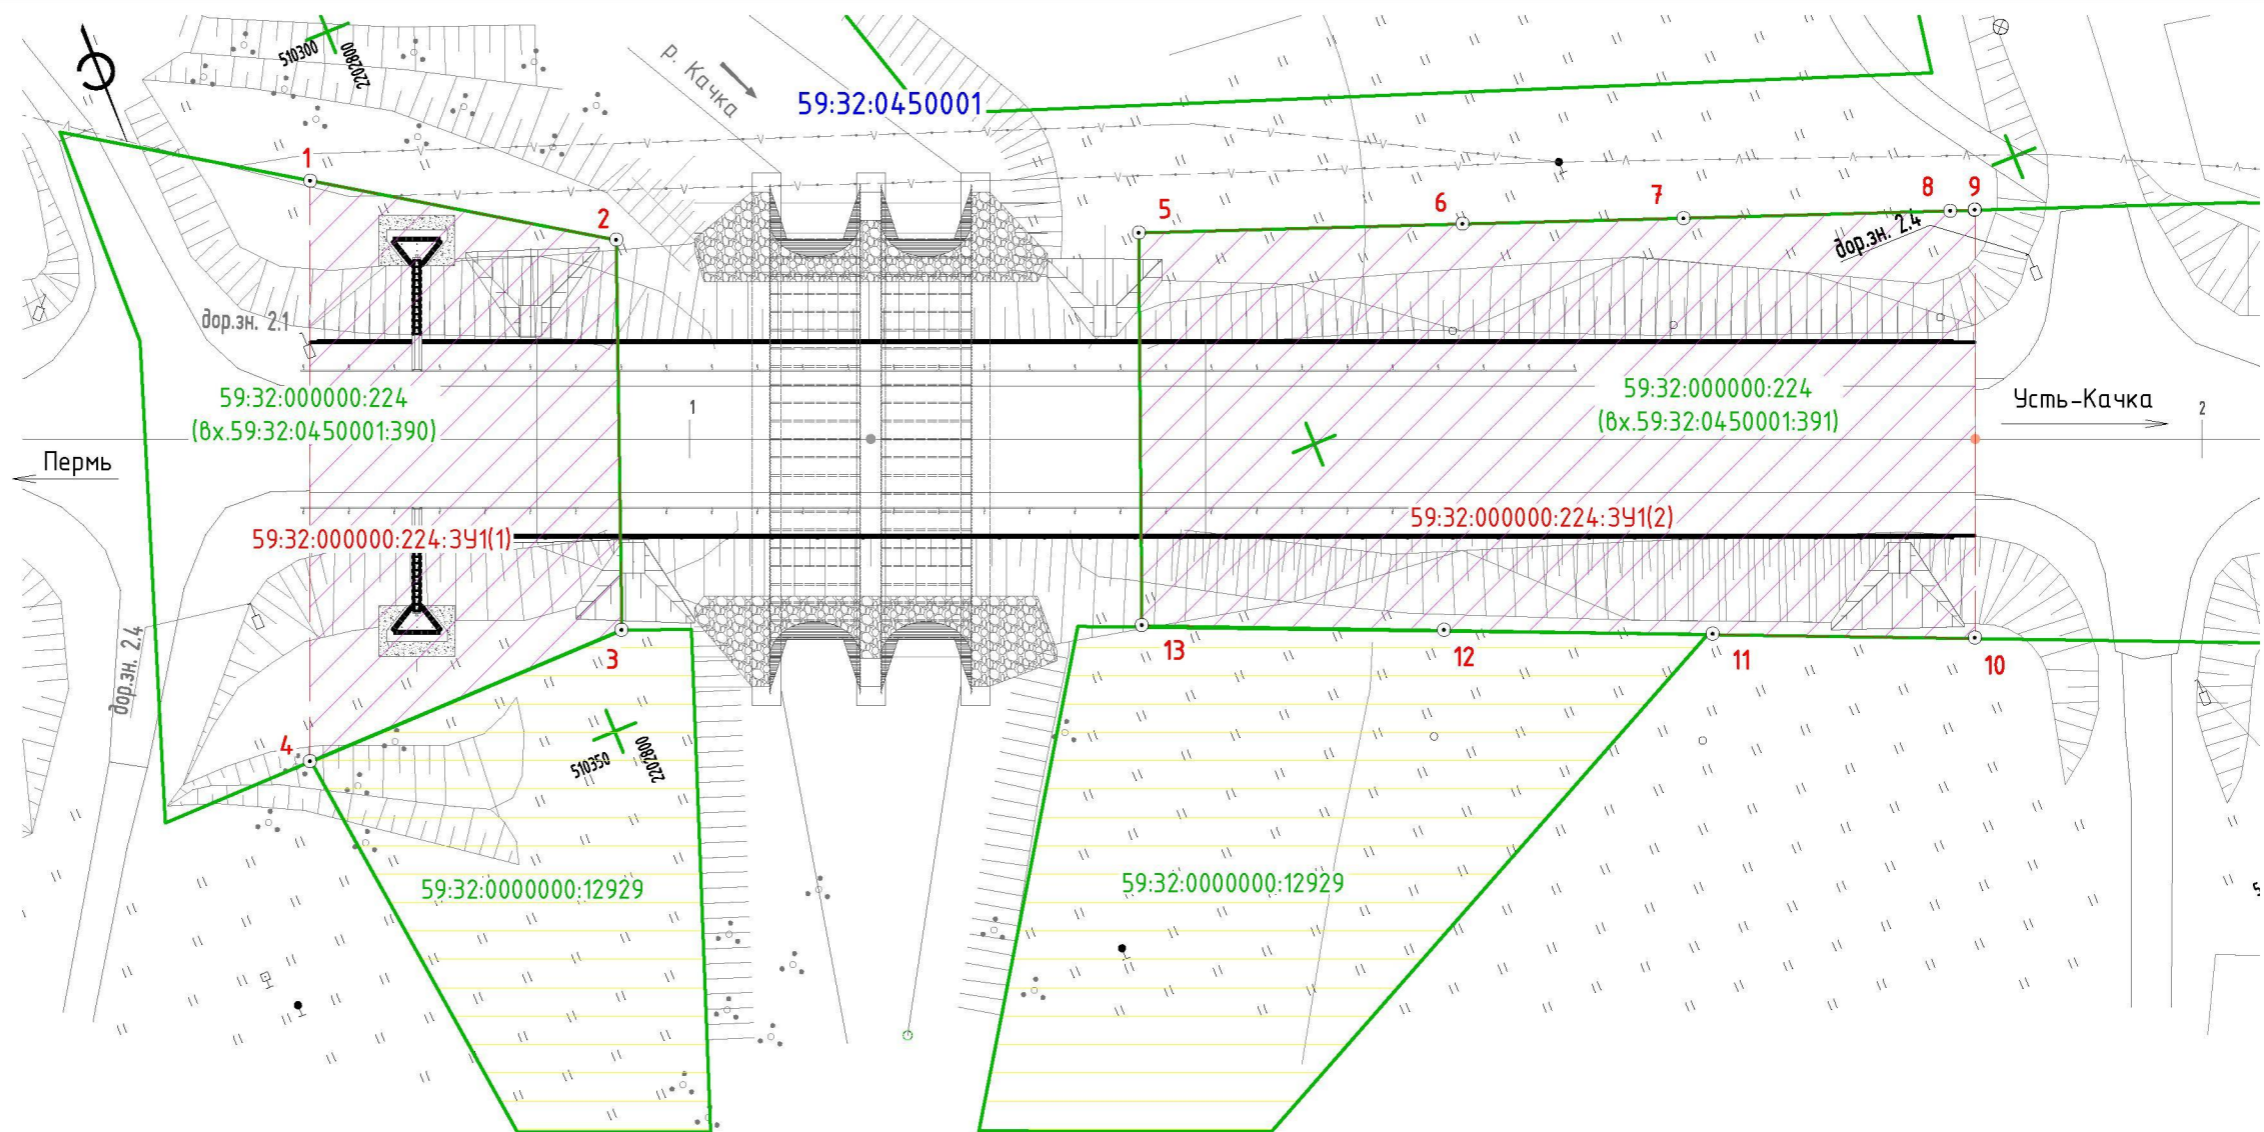 510300
2202800
С
р. Качка
59:32:0450001
1
2
5
6
7
8
9
дор.зн. 2.4
дор.зн. 2.1
59:32:000000:224
(вх.59:32:0450001:390)
1
59:32:000000:224
(вх.59:32:0450001:391)
Усть-Качка
2
Пермь
59:32:000000:224:ЗУ1(1)
59:32:000000:224:ЗУ1(2)
дор.зн. 2.4
3
13
12
11
10
4
510350
2202800
59:32:0000000:12929
59:32:0000000:12929